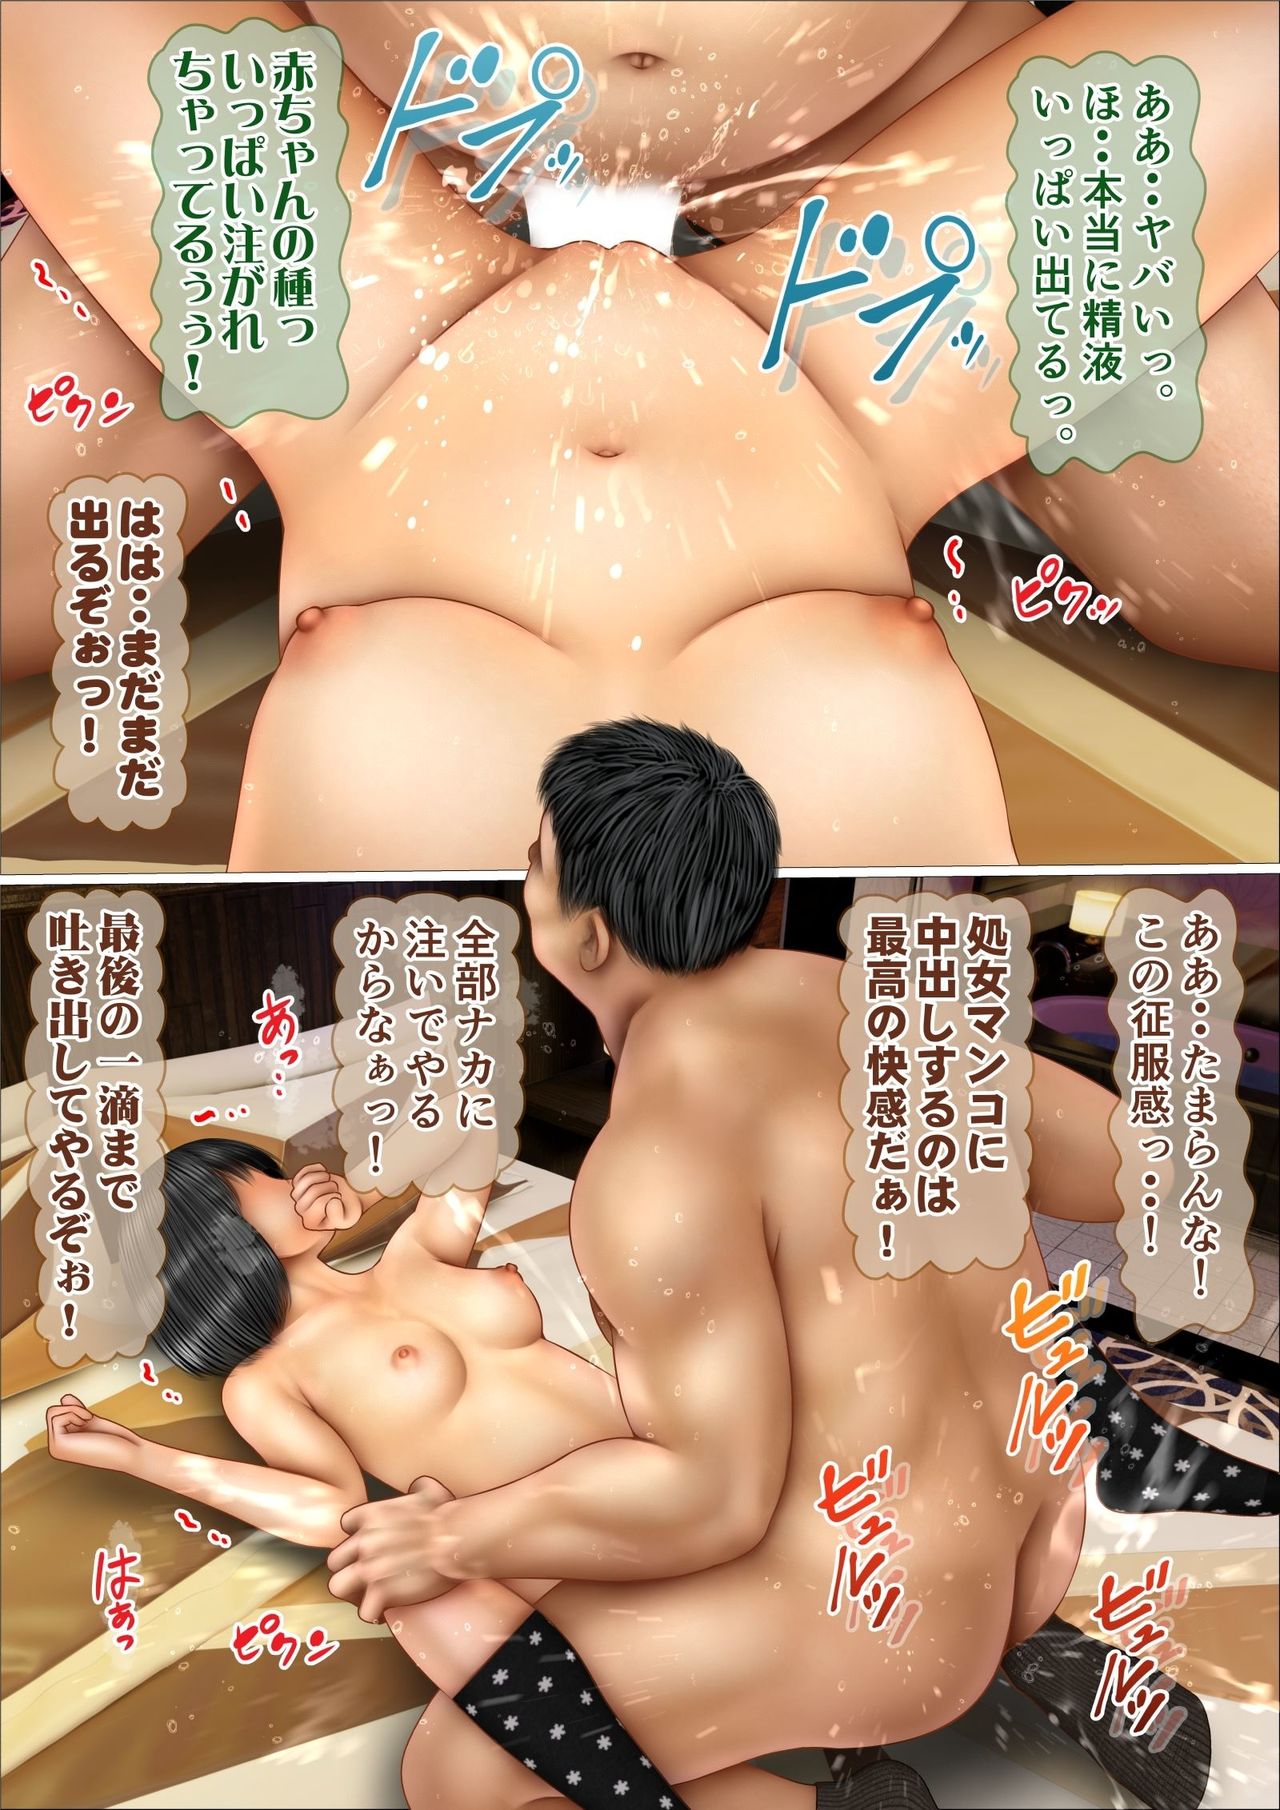 ああ・・ヤバいっ。
ほ・・本当に精液
いっぱい出てるっ。
ドプッ
ドプッ
赤ちゃんの種っ
いっぱい注がれ
ちゃってるぅぅ！
ピクン
ピクッ
はは・・まだまだ
出るぞぉっ！
ああ・・たまらんな！
この征服感っ・・！
処女マンコに
中出しするのは
最高の快感だぁ！
全部ナカに
注いでやる
からなぁっ！
あっ
最後の一滴まで
吐き出してやるぞぉ！
ビュルッ
ビュルッ
ビュルッ
はぁっ
ピクン